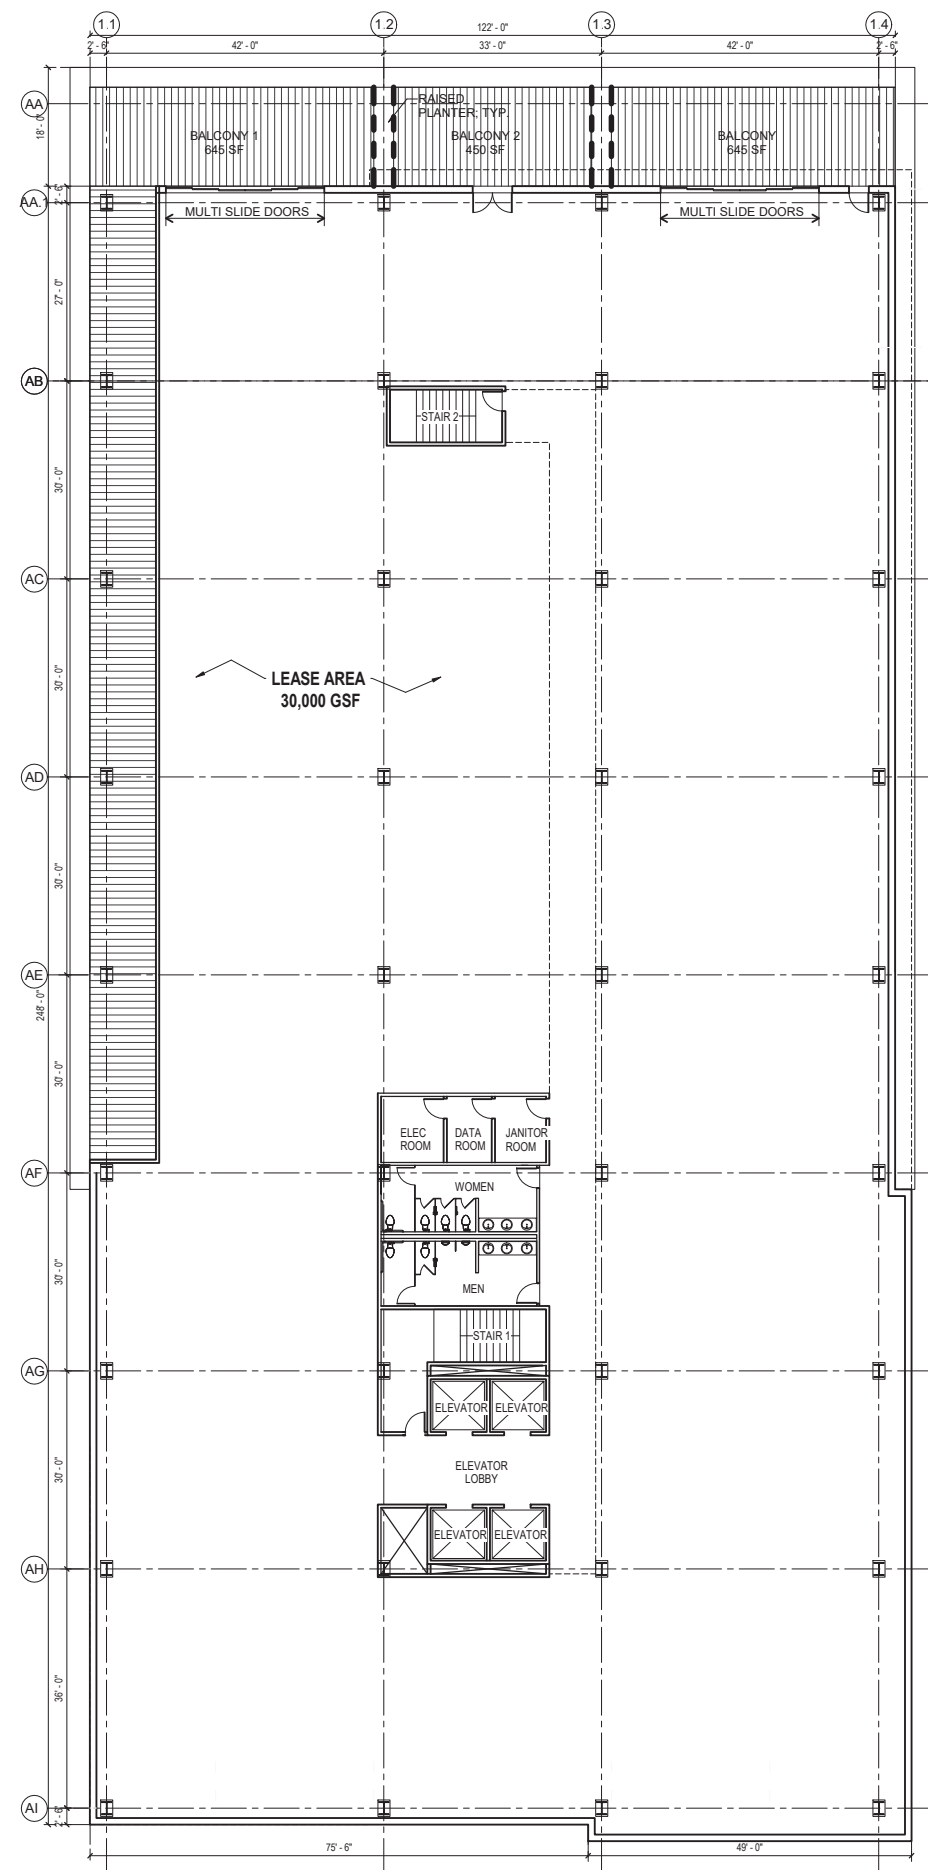 1.1
1.2
1.3
1.4
122' - 0"
2' - 6"
42' - 0"
33' - 0"
42' - 0"
2' - 6"
AA
18' - 0"
RAISED
PLANTER; TYP.
BALCONY 1
645 SF
BALCONY 2
450 SF
BALCONY
645 SF
AA.1
2' - 6"
MULTI SLIDE DOORS
MULTI SLIDE DOORS
27' - 0"
AB
STAIR 2
30' - 0"
AC
30' - 0"
LEASE AREA
30,000 GSF
AD
30' - 0"
AE
248' - 0"
30' - 0"
ELEC
ROOM
DATA
ROOM
JANITOR
ROOM
AF
WOMEN
30' - 0"
MEN
STAIR 1
AG
ELEVATOR
ELEVATOR
30' - 0"
ELEVATOR
LOBBY
ELEVATOR
ELEVATOR
AH
36' - 0"
AI
2' - 6"
75' - 6"
49' - 0"